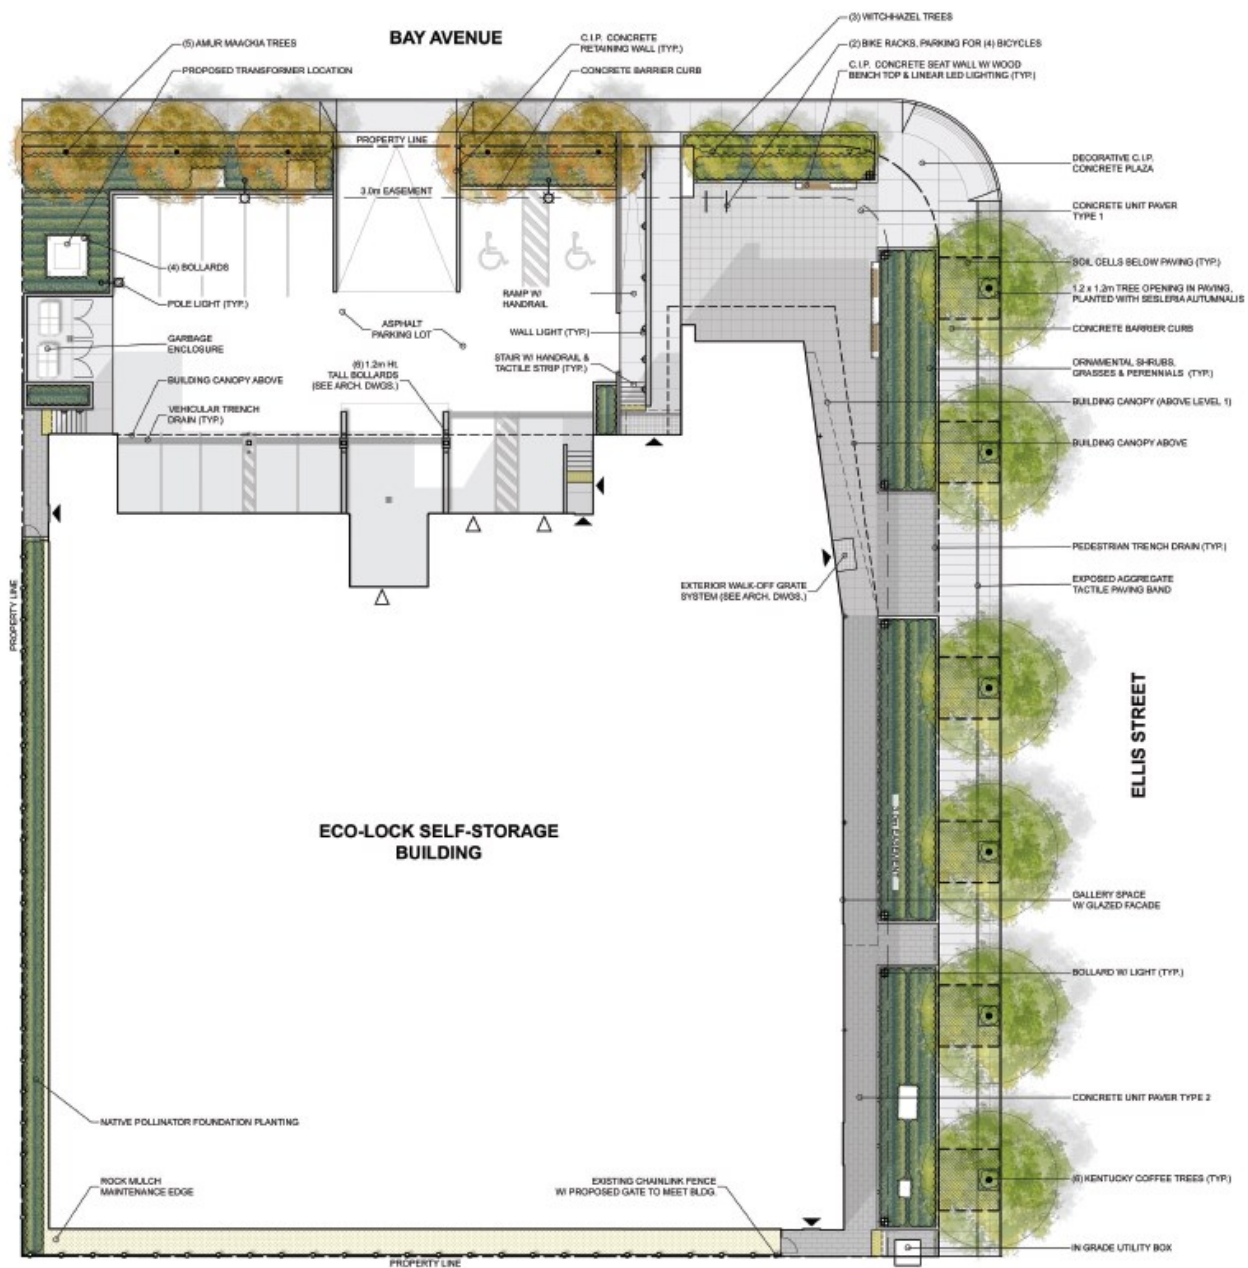 BAY AVENUE
(5) AMUR MAACKIA TREES
PROPOSED TRANSFORMER LOCATION
C.I.P. CONCRETE
RETAINING WALL (TYP.)
CONCRETE BARRIER CURB
(3) WITCHHAZEL TREES
(2) BIKE RACKS, PARKING FOR (4) BICYCLES
C.I.P. CONCRETE SEAT WALL W/ WOOD
BENCH TOP & LINEAR LED LIGHTING (TYP.)
PROPERTY LINE
3.0m EASEMENT
DECORATIVE C.I.P.
CONCRETE PLAZA
CONCRETE UNIT PAVER
TYPE 1
(4) BOLLARDS
POLE LIGHT (TYP.)
SOIL CELLS BELOW PAVING (TYP.)
1.2 x 1.2m TREE OPENING IN PAVING,
PLANTED WITH SESLERIA AUTUMNALIS
RAMP W/
HANDRAIL
ASPHALT
PARKING LOT
WALL LIGHT (TYP.)
CONCRETE BARRIER CURB
GARBAGE
ENCLOSURE
STAIR W/ HANDRAIL &
TACTILE STRIP (TYP.)
(6) 1.2m Ht.
TALL BOLLARDS
(SEE ARCH. DWGS.)
ORNAMENTAL SHRUBS,
GRASSES & PERENNIALS (TYP.)
BUILDING CANOPY ABOVE
VEHICULAR TRENCH
DRAIN (TYP.)
BUILDING CANOPY (ABOVE LEVEL 1)
BUILDING CANOPY ABOVE
PEDESTRIAN TRENCH DRAIN (TYP.)
EXTERIOR WALK-OFF GRATE
SYSTEM (SEE ARCH. DWGS.)
EXPOSED AGGREGATE
TACTILE PAVING BAND
PROPERTY LINE
ELLIS STREET
ECO-LOCK SELF-STORAGE
BUILDING
GALLERY SPACE
W/ GLAZED FACADE
BOLLARD W/ LIGHT (TYP.)
CONCRETE UNIT PAVER TYPE 2
NATIVE POLLINATOR FOUNDATION PLANTING
ROCK MULCH
MAINTENANCE EDGE
EXISTING CHAINLINK FENCE
W/ PROPOSED GATE TO MEET BLDG.
(6) KENTUCKY COFFEE TREES (TYP.)
IN GRADE UTILITY BOX
PROPERTY LINE